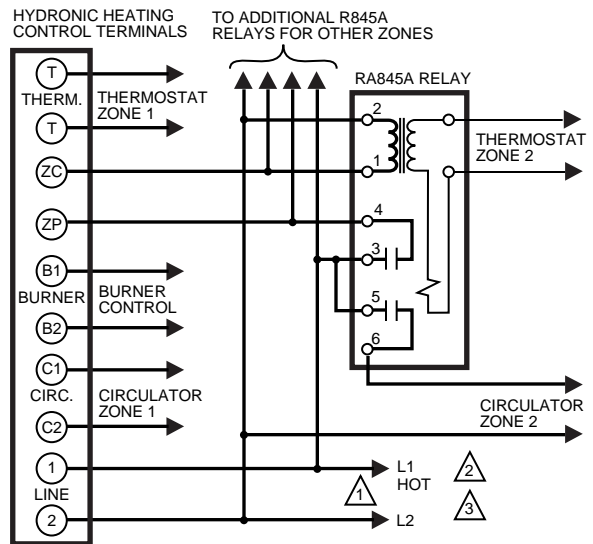 HYDRONIC HEATING
CONTROL TERMINALS
TO ADDITIONAL R845A
RELAYS FOR OTHER ZONES
RA845A RELAY
T
THERM.
T
THERMOSTAT
ZONE 1
ZC
ZP
B1
BURNER
B2
BURNER
CONTROL
C1
CIRC.
C2
CIRCULATOR
ZONE 1
1
LINE
2
2
1
4
3
5
6
THERMOSTAT
ZONE 2
CIRCULATOR
ZONE 2
L1
HOT
L2
1
2
3